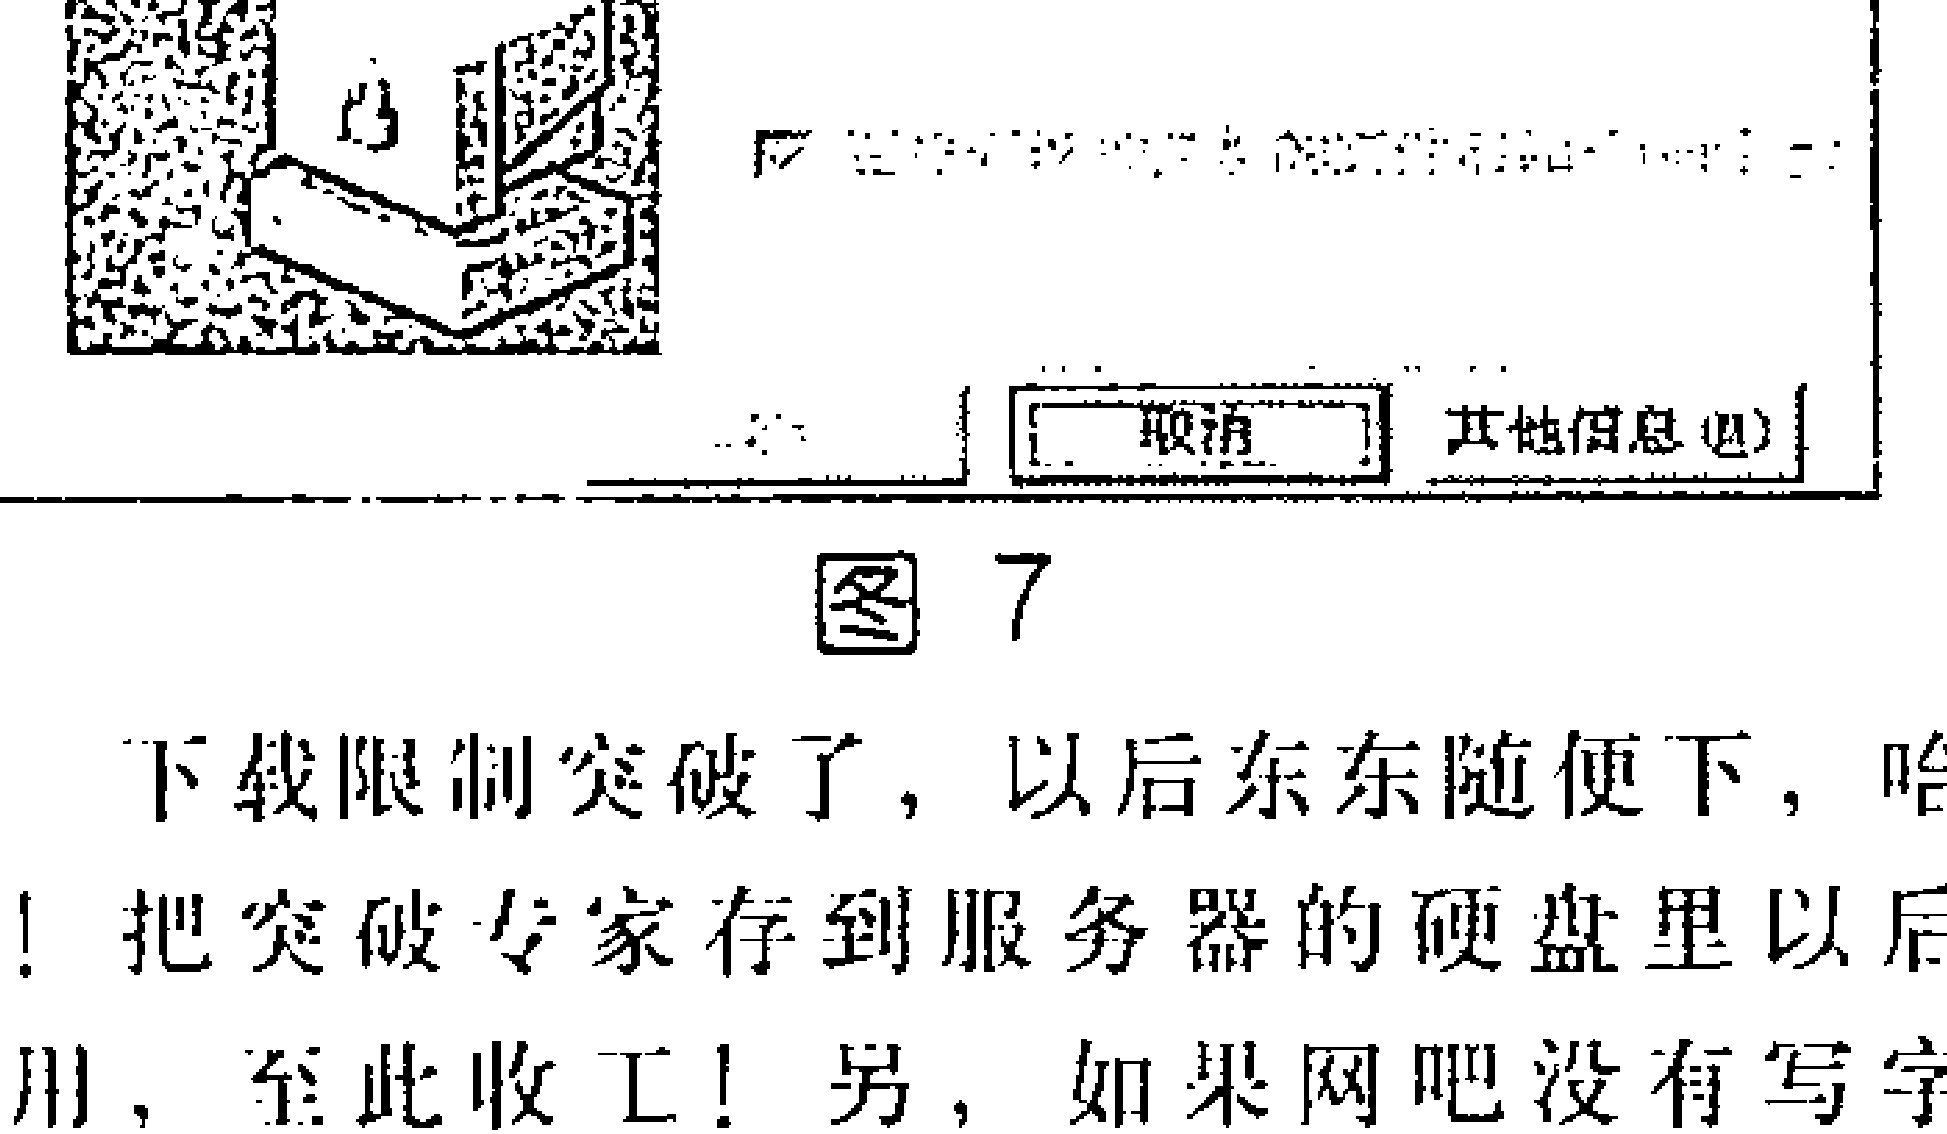 取消 其他信息(M)
图 7
下载限制突破了，以后东东随便下，哈
！把突破专家存到服务器的硬盘里以后
用，至此收工！另，如果网吧没有写字